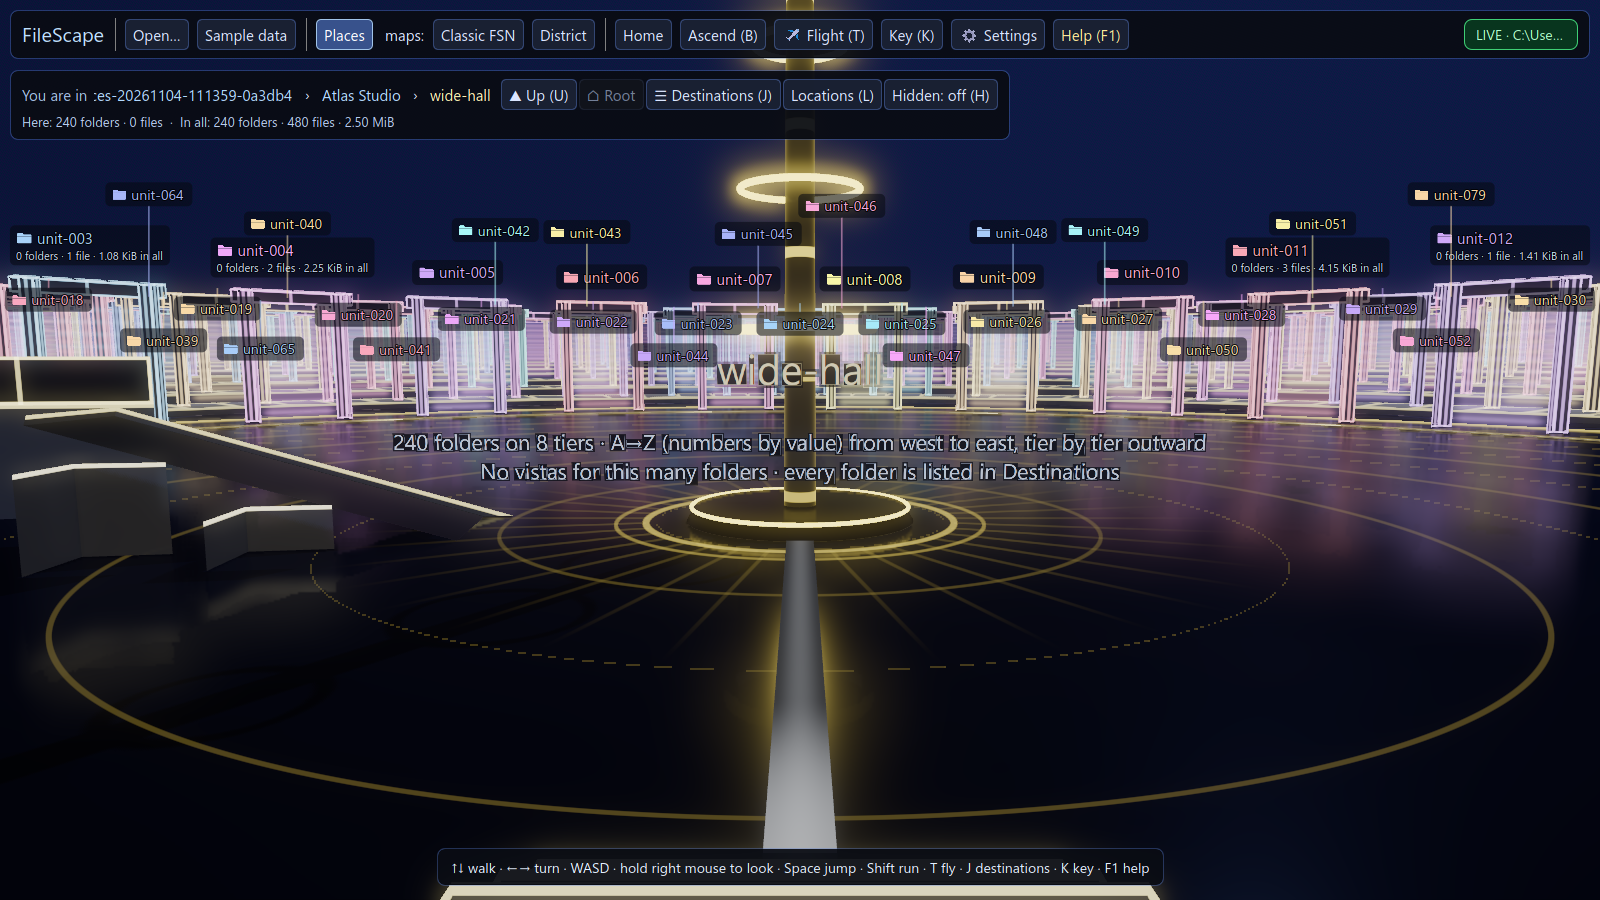 FileScape Open... Sample data Places maps: Classic FSN District Home Ascend (B) Flight (T) Key (K) Settings Help (F1) LIVE · C:\Use...
You are in :es-20261104-111359-0a3db4 › Atlas Studio › wide-hall ▲ Up (U) Root ☰ Destinations (J) Locations (L) Hidden: off (H)
Here: 240 folders · 0 files · In all: 240 folders · 480 files · 2.50 MiB
unit-064
unit-079
unit-046
unit-040
unit-051
unit-042
unit-043
unit-045
unit-048
unit-049
unit-003
0 folders · 1 file · 1.08 KiB in all
unit-004
0 folders · 2 files · 2.25 KiB in all
unit-011
0 folders · 3 files · 4.15 KiB in all
unit-012
0 folders · 1 file · 1.41 KiB in all
unit-005
unit-006
unit-007
unit-008
unit-009
unit-010
unit-018
unit-019
unit-020
unit-021
unit-022
unit-023
unit-024
unit-025
unit-026
unit-027
unit-028
unit-029
unit-030
unit-039
unit-065
unit-041
unit-044
unit-047
unit-050
unit-052
wide-hall
240 folders on 8 tiers · A→Z (numbers by value) from west to east, tier by tier outward
No vistas for this many folders · every folder is listed in Destinations
↑↓ walk · ←→ turn · WASD · hold right mouse to look · Space jump · Shift run · T fly · J destinations · K key · F1 help